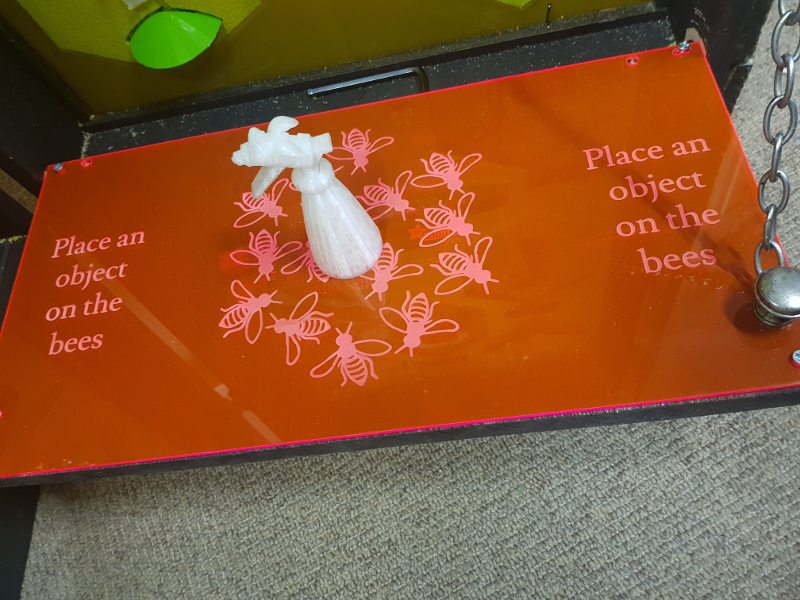 Place an
object
on the
bees
Place an
object
on the
bees